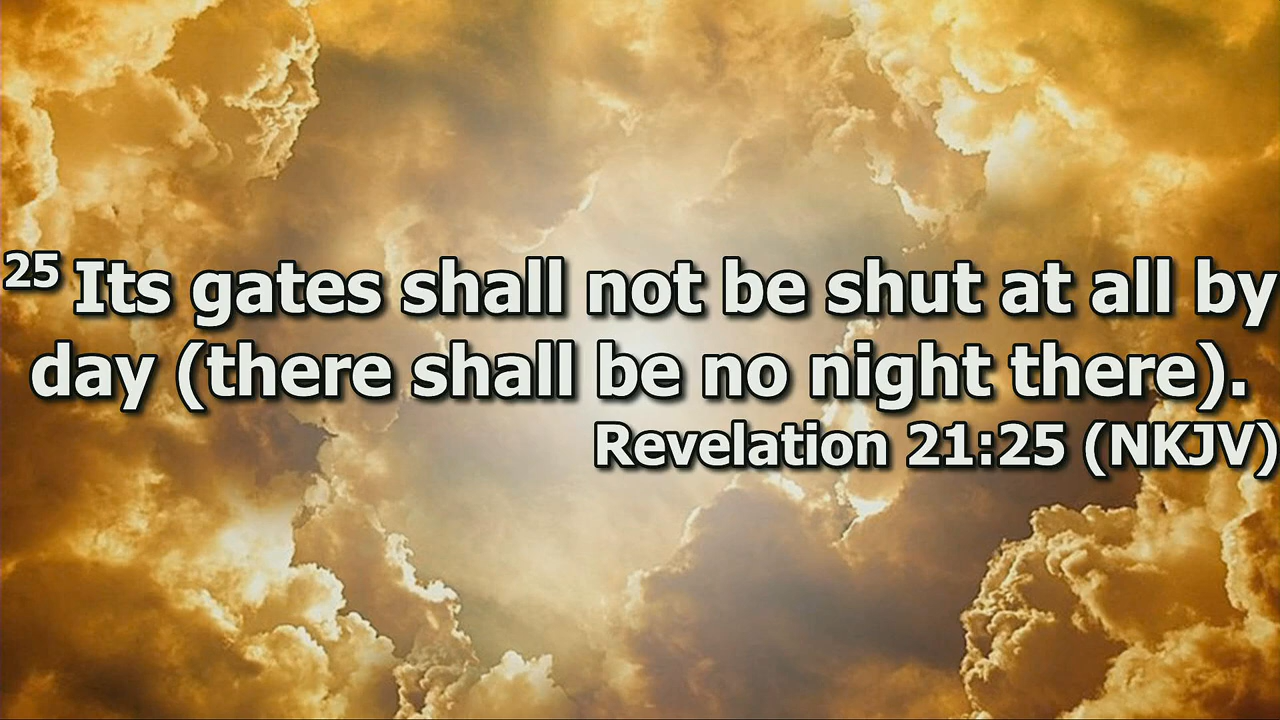 25 Its gates shall not be shut at all by
day (there shall be no night there).
Revelation 21:25 (NKJV)